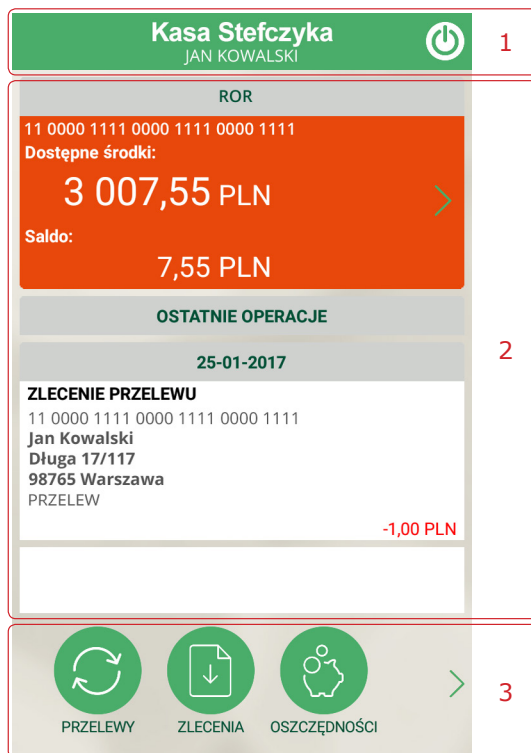 Kasa Stefczyka
JAN KOWALSKI
1
ROR
11 0000 1111 0000 1111 0000 1111
Dostępne środki:
3 007,55 PLN
Saldo:
7,55 PLN
OSTATNIE OPERACJE
2
25-01-2017
ZLECENIE PRZELEWU
11 0000 1111 0000 1111 0000 1111
Jan Kowalski
Długa 17/117
98765 Warszawa
PRZELEW
-1,00 PLN
PRZELEWY
ZLECENIA
OSZCZĘDNOŚCI
3